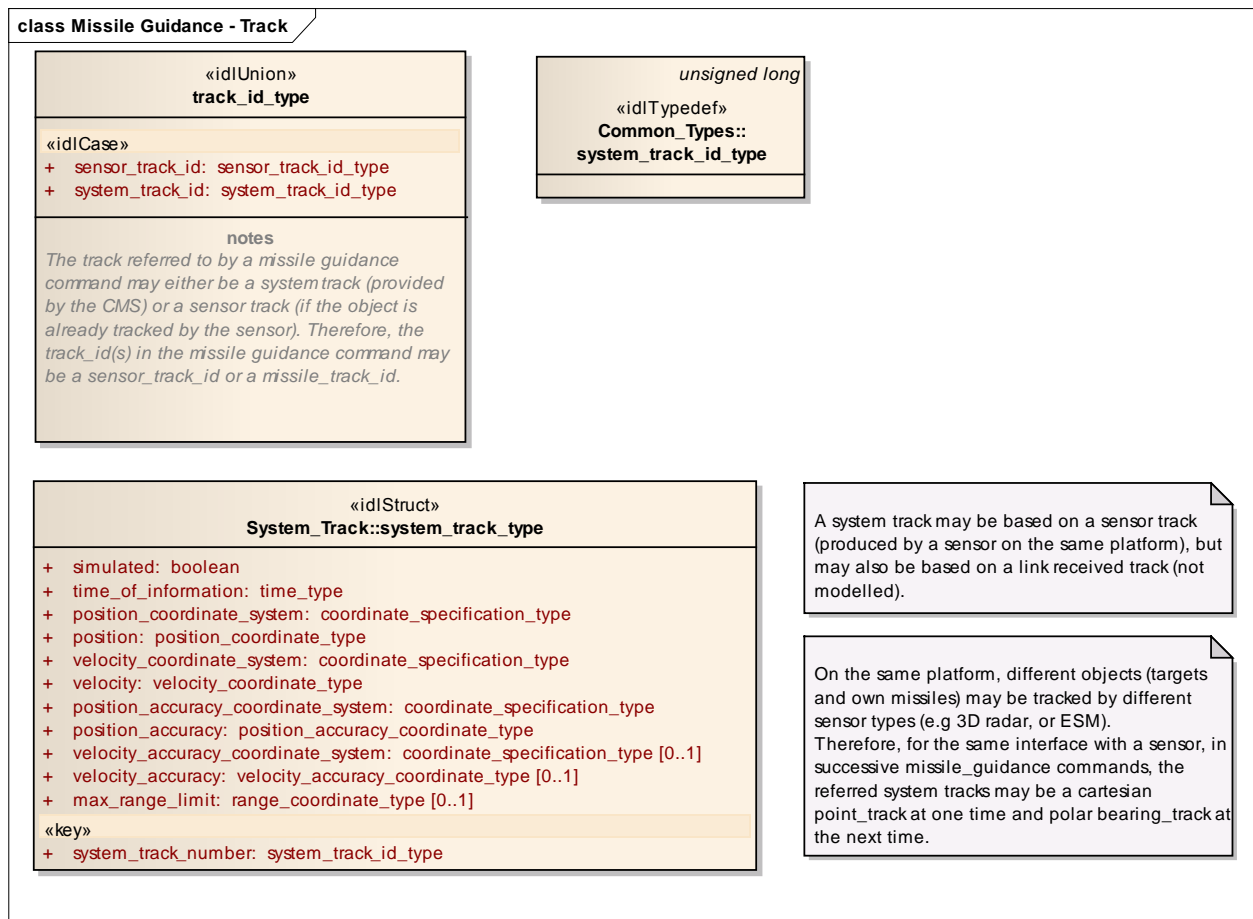 class Missile Guidance - Track
«idlUnion»
track_id_type
«idlCase»
+ sensor_track_id: sensor_track_id_type
+ system_track_id: system_track_id_type
notes
The track referred to by a missile guidance
command may either be a system track (provided
by the CMS) or a sensor track (if the object is
already tracked by the sensor). Therefore, the
track_id(s) in the missile guidance command may
be a sensor_track_id or a missile_track_id.
unsigned long
«idlTypedef»
Common_Types::
system_track_id_type
«idlStruct»
System_Track::system_track_type
+ simulated: boolean
+ time_of_information: time_type
+ position_coordinate_system: coordinate_specification_type
+ position: position_coordinate_type
+ velocity_coordinate_system: coordinate_specification_type
+ velocity: velocity_coordinate_type
+ position_accuracy_coordinate_system: coordinate_specification_type
+ position_accuracy: position_accuracy_coordinate_type
+ velocity_accuracy_coordinate_system: coordinate_specification_type [0..1]
+ velocity_accuracy: velocity_accuracy_coordinate_type [0..1]
+ max_range_limit: range_coordinate_type [0..1]
«key»
+ system_track_number: system_track_id_type
A system track may be based on a sensor track
(produced by a sensor on the same platform), but
may also be based on a link received track (not
modelled).
On the same platform, different objects (targets
and own missiles) may be tracked by different
sensor types (e.g 3D radar, or ESM).
Therefore, for the same interface with a sensor, in
successive missile_guidance commands, the
referred system tracks may be a cartesian
point_track at one time and polar bearing_track at
the next time.